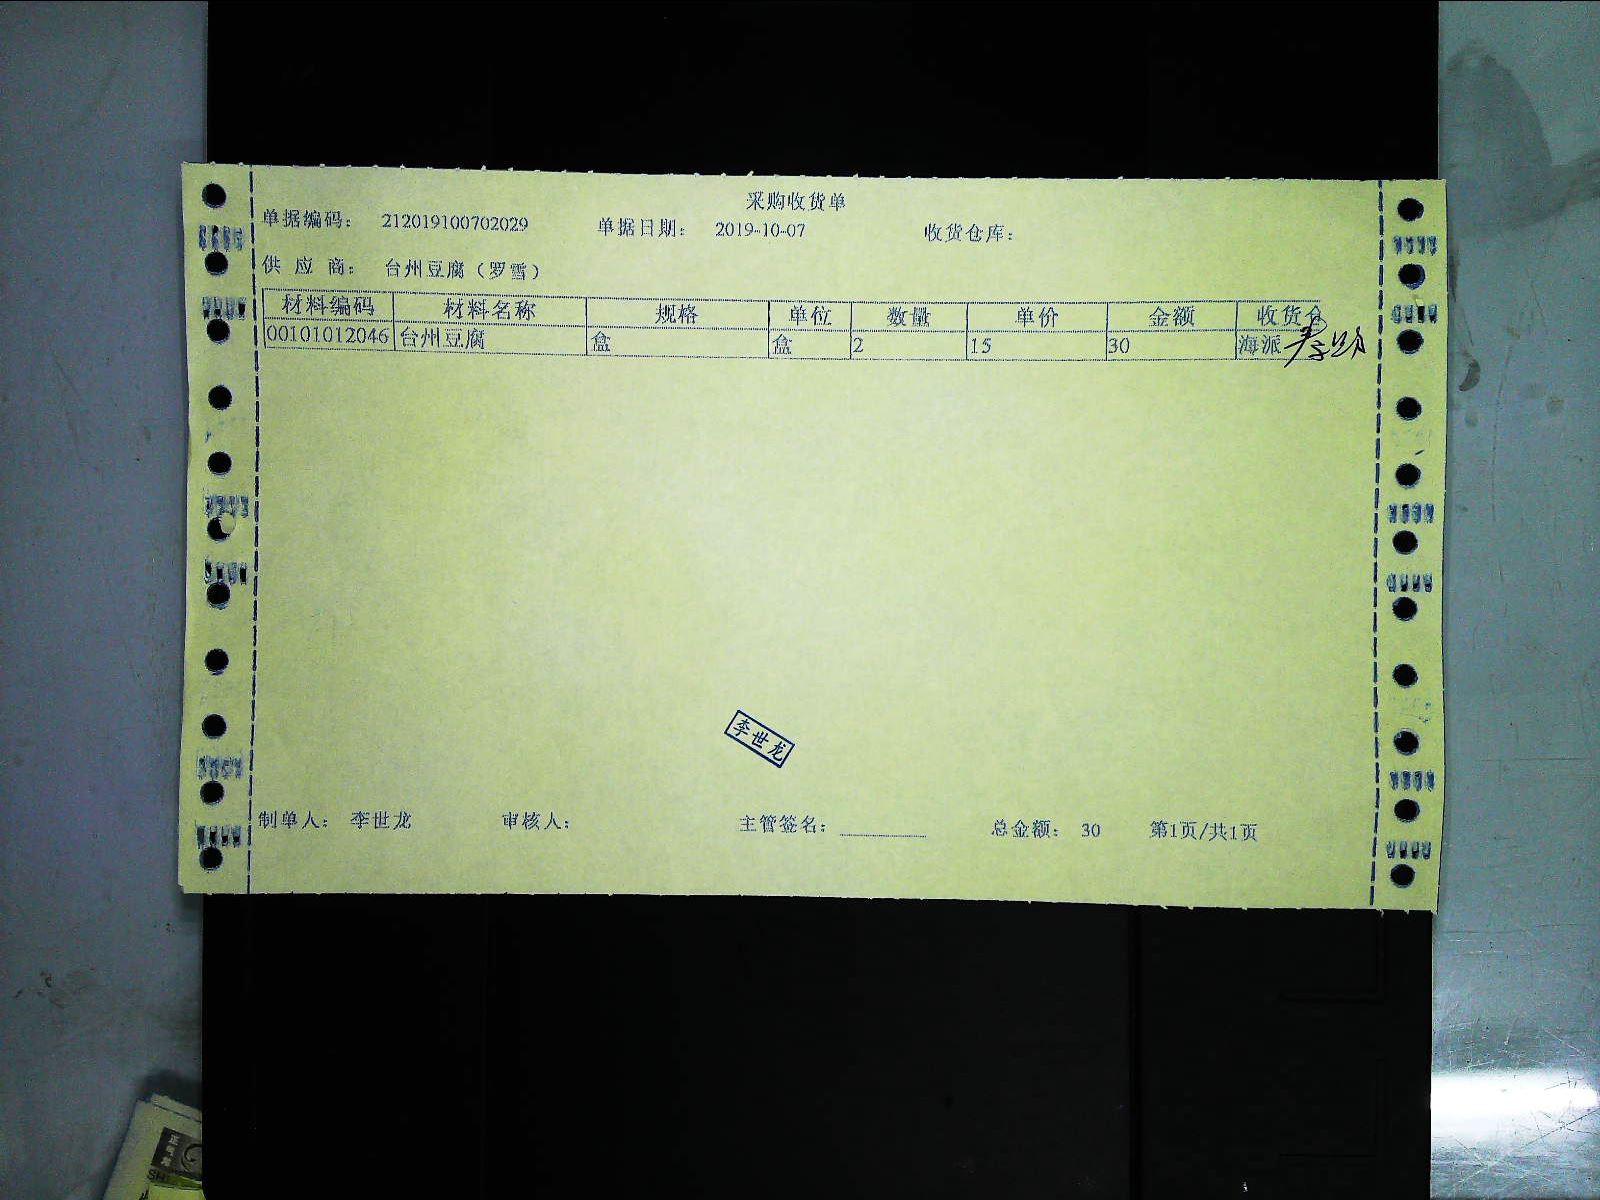 采购收货单
单据编码： 212019100702029 单据日期： 2019-10-07 收货仓库：
供 应 商： 台州豆腐（罗雪）
材料编码 材料名称 规格 单位 数量 单价 金额 收货仓
00101012046 台州豆腐 盒 盒 2 15 30 海派
李世龙
制单人： 李世龙 审核人： 主管签名： 总金额： 30 第1页/共1页